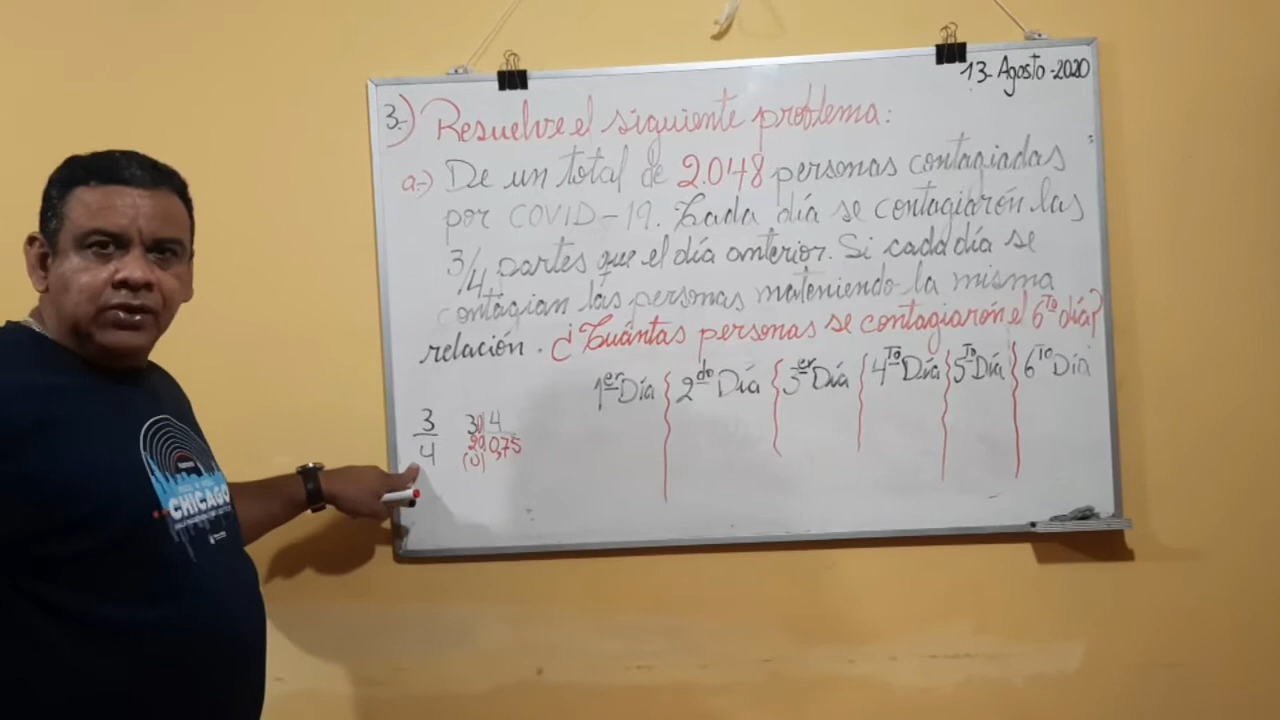 13-Agosto-2020
3-) Resuelve el siguiente problema:
a-) De un total de 2.048 personas contagiadas
por COVID-19. Cada día se contagiarón las
3/4 partes que el día anterior. Si cada día se
contagian las personas mateniendo la misma
relación. ¿Cuántas personas se contagiarón el 6to día?
1er Día 2do Día 3er Día 4to Día 5to Día 6to Día
3 30 4
4 20 0,75
(0)
CHICAGO